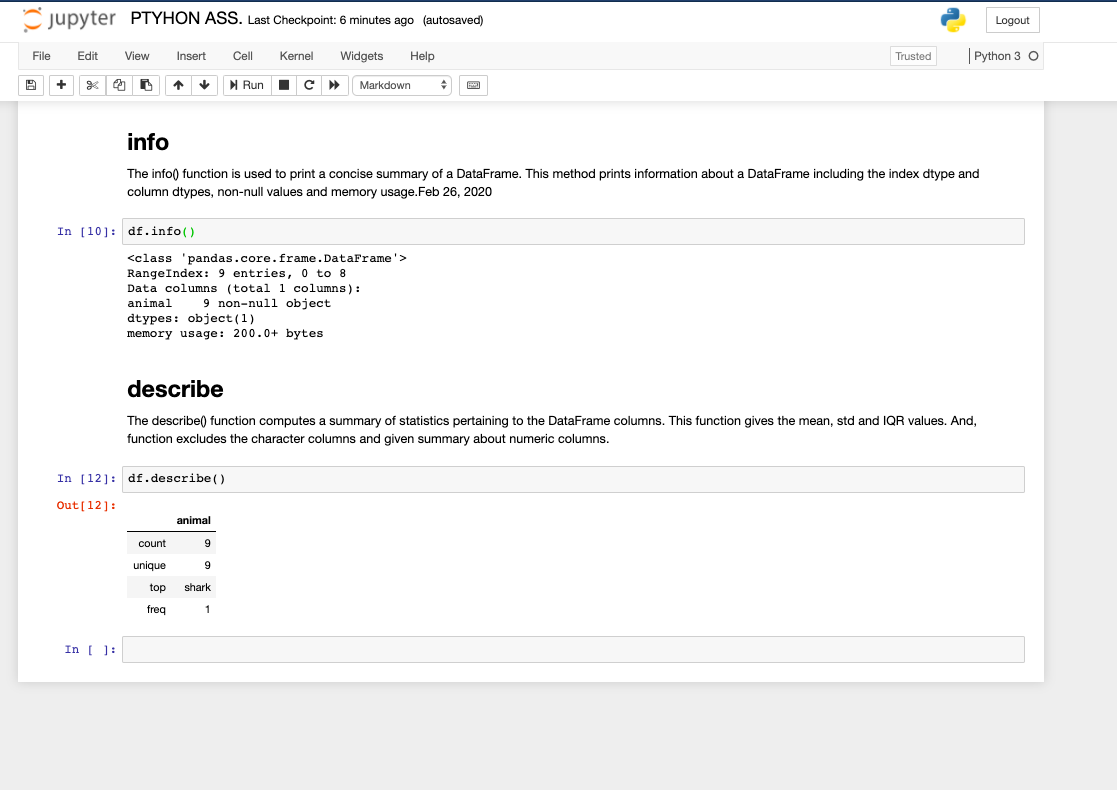 jupyter PTYHON ASS. Last Checkpoint: 6 minutes ago (autosaved) Logout
File Edit View Insert Cell Kernel Widgets Help Trusted Python 3
Run Markdown
info
The info() function is used to print a concise summary of a DataFrame. This method prints information about a DataFrame including the index dtype and
column dtypes, non-null values and memory usage.Feb 26, 2020
In [10]: df.info()
<class 'pandas.core.frame.DataFrame'>
RangeIndex: 9 entries, 0 to 8
Data columns (total 1 columns):
animal    9 non-null object
dtypes: object(1)
memory usage: 200.0+ bytes
describe
The describe() function computes a summary of statistics pertaining to the DataFrame columns. This function gives the mean, std and IQR values. And,
function excludes the character columns and given summary about numeric columns.
In [12]: df.describe()
Out[12]:
animal
count 9
unique 9
top shark
freq 1
In [ ]: